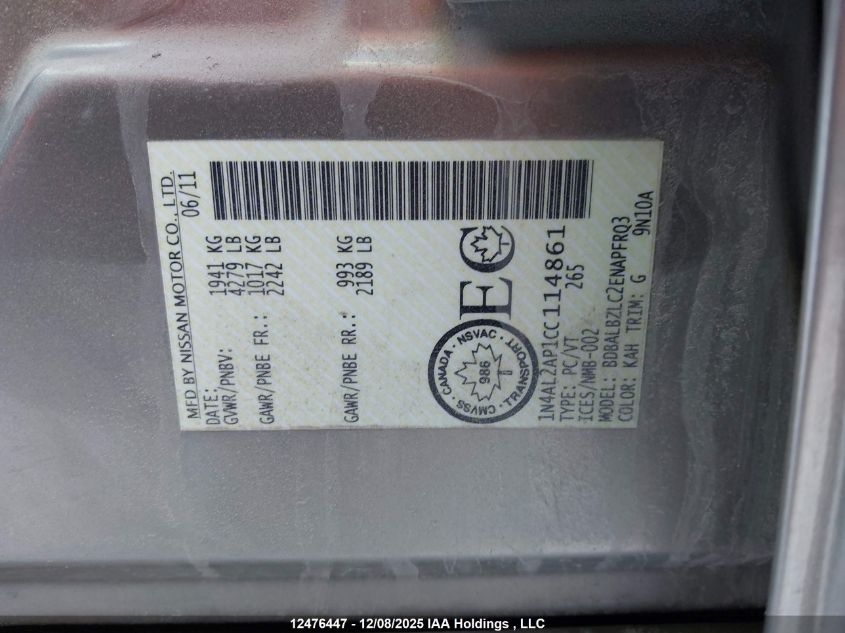 MFD BY NISSAN MOTOR CO., LTD.
DATE: 06/11
GVWR/PNBV: 1941 KG
4279 LB
GAWR/PNBE FR.: 1017 KG
2242 LB
GAWR/PNBE RR.: 993 KG
2189 LB
CANADA · NSVAC · TRANSPORT · CMVSS ·
986
EC
1N4AL2AP1CC114861
TYPE: PC/VT 265
ICES/NMB-002
MODEL: BDBALBZLC2ENAPFRQ3
COLOR: KAH TRIM: G 9N10A
12476447 - 12/08/2025 IAA Holdings , LLC